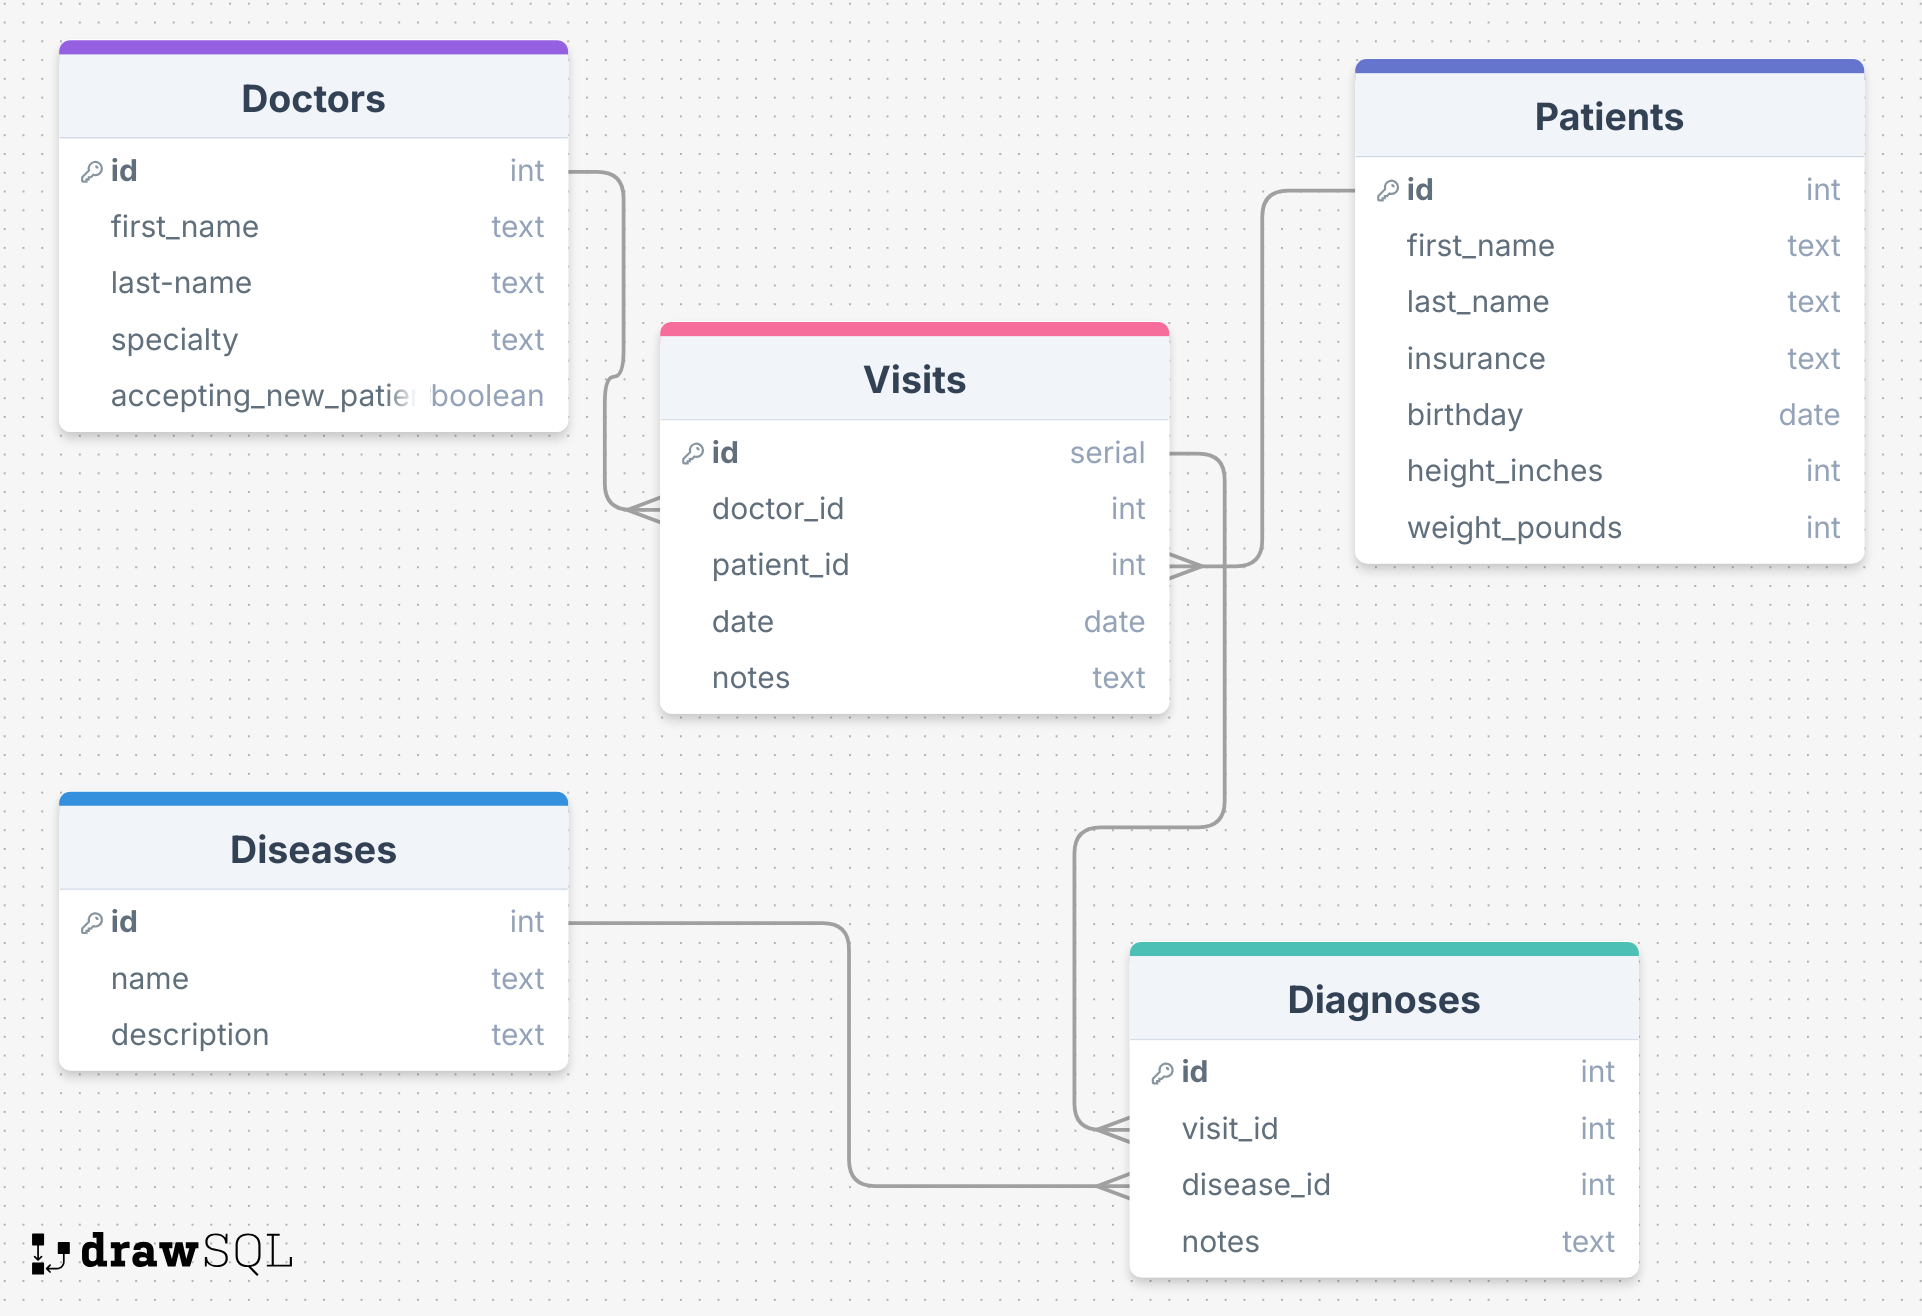 Doctors
id int
first_name text
last-name text
specialty text
accepting_new_patie boolean
Patients
id int
first_name text
last_name text
insurance text
birthday date
height_inches int
weight_pounds int
Visits
id serial
doctor_id int
patient_id int
date date
notes text
Diseases
id int
name text
description text
Diagnoses
id int
visit_id int
disease_id int
notes text
drawSQL